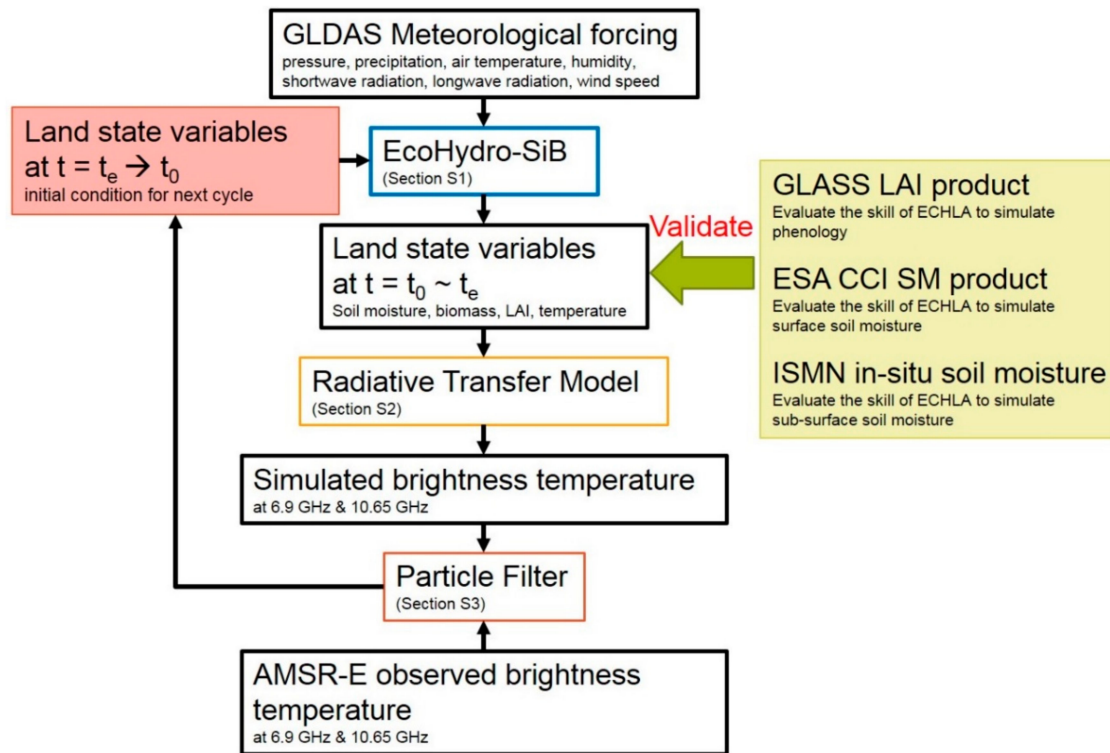 GLDAS Meteorological forcing
pressure, precipitation, air temperature, humidity,
shortwave radiation, longwave radiation, wind speed
Land state variables
at t = tₑ → t₀
initial condition for next cycle
EcoHydro-SiB
(Section S1)
Validate
Land state variables
at t = t₀ ~ tₑ
Soil moisture, biomass, LAI, temperature
GLASS LAI product
Evaluate the skill of ECHLA to simulate
phenology
ESA CCI SM product
Evaluate the skill of ECHLA to simulate
surface soil moisture
ISMN in-situ soil moisture
Evaluate the skill of ECHLA to simulate
sub-surface soil moisture
Radiative Transfer Model
(Section S2)
Simulated brightness temperature
at 6.9 GHz & 10.65 GHz
Particle Filter
(Section S3)
AMSR-E observed brightness
temperature
at 6.9 GHz & 10.65 GHz